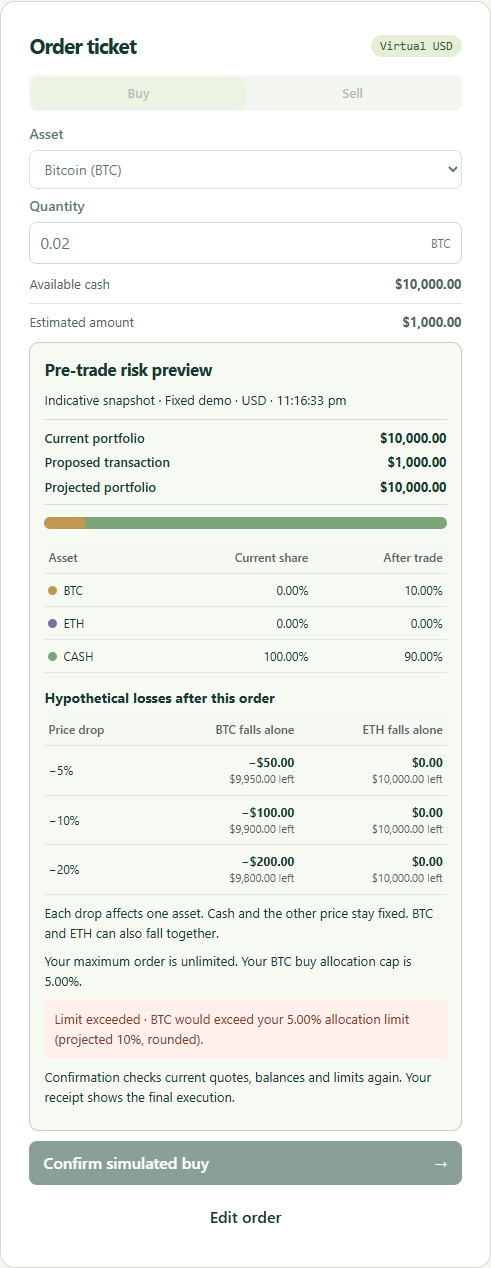 Order ticket
Virtual USD
Buy
Sell
Asset
Bitcoin (BTC)
Quantity
0.02
BTC
Available cash
$10,000.00
Estimated amount
$1,000.00
Pre-trade risk preview
Indicative snapshot · Fixed demo · USD · 11:16:33 pm
Current portfolio
$10,000.00
Proposed transaction
$1,000.00
Projected portfolio
$10,000.00
Asset Current share After trade
BTC 0.00% 10.00%
ETH 0.00% 0.00%
CASH 100.00% 90.00%
Hypothetical losses after this order
Price drop BTC falls alone ETH falls alone
−5% −$50.00 $0.00
$9,950.00 left $10,000.00 left
−10% −$100.00 $0.00
$9,900.00 left $10,000.00 left
−20% −$200.00 $0.00
$9,800.00 left $10,000.00 left
Each drop affects one asset. Cash and the other price stay fixed. BTC
and ETH can also fall together.
Your maximum order is unlimited. Your BTC buy allocation cap is
5.00%.
Limit exceeded · BTC would exceed your 5.00% allocation limit
(projected 10%, rounded).
Confirmation checks current quotes, balances and limits again. Your
receipt shows the final execution.
Confirm simulated buy →
Edit order